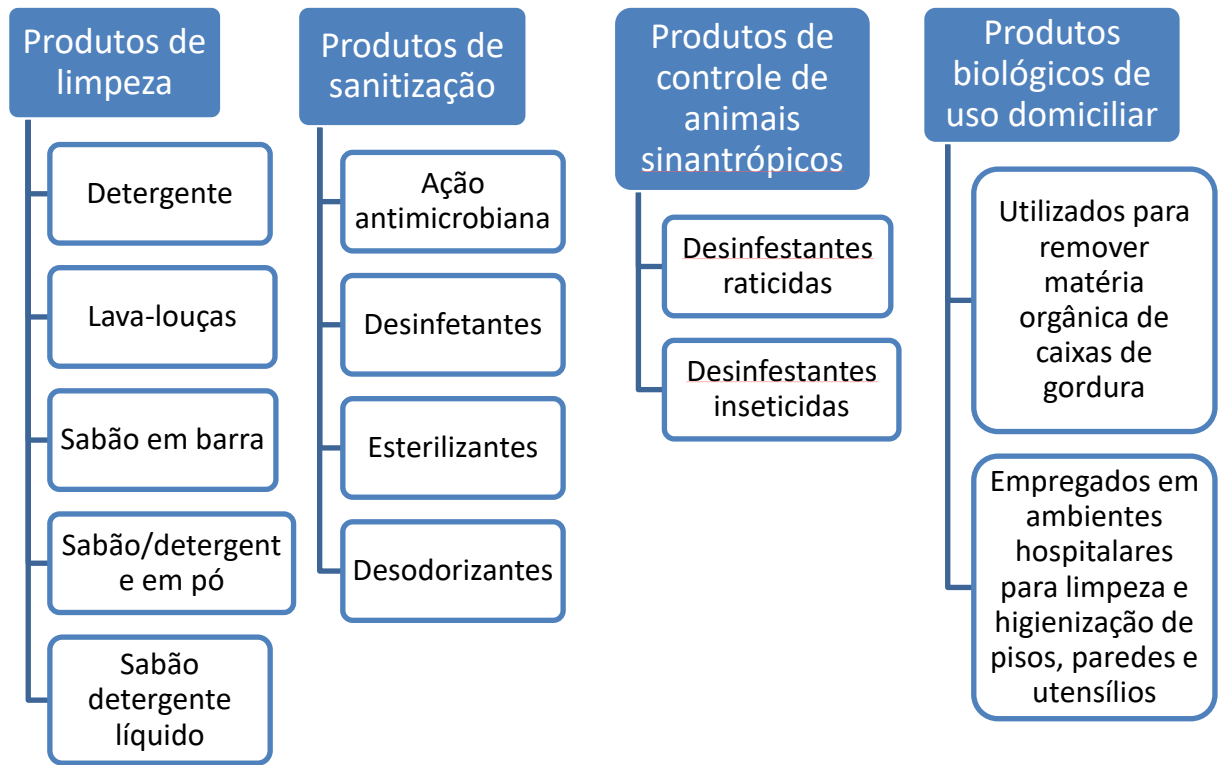 Produtos de
limpeza
Detergente
Lava-louças
Sabão em barra
Sabão/detergent
e em pó
Sabão
detergente
líquido
Produtos de
sanitização
Ação
antimicrobiana
Desinfetantes
Esterilizantes
Desodorizantes
Produtos de
controle de
animais
sinantrópicos
Desinfestantes
raticidas
Desinfestantes
inseticidas
Produtos
biológicos de
uso domiciliar
Utilizados para
remover
matéria
orgânica de
caixas de
gordura
Empregados em
ambientes
hospitalares
para limpeza e
higienização de
pisos, paredes e
utensílios